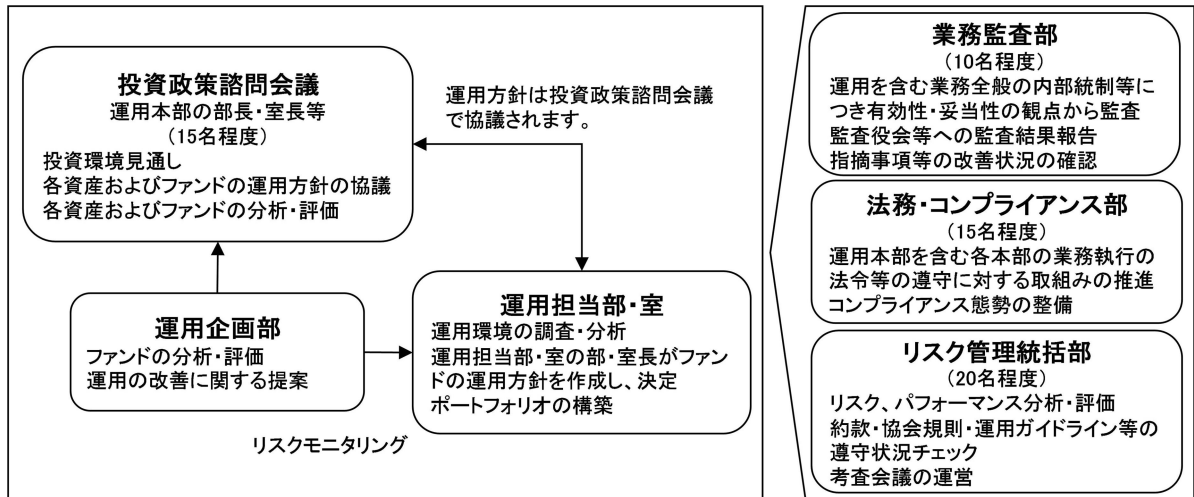 投資政策諮問会議
運用本部の部長・室長等
（15名程度）
投資環境見通し
各資産およびファンドの運用方針の協議
各資産およびファンドの分析・評価
運用方針は投資政策諮問会議
で協議されます。
運用企画部
ファンドの分析・評価
運用の改善に関する提案
運用担当部・室
運用環境の調査・分析
運用担当部・室の部・室長がファン
ドの運用方針を作成し、決定
ポートフォリオの構築
リスクモニタリング
業務監査部
（10名程度）
運用を含む業務全般の内部統制等に
つき有効性・妥当性の観点から監査
監査役会等への監査結果報告
指摘事項等の改善状況の確認
法務・コンプライアンス部
（15名程度）
運用本部を含む各本部の業務執行の
法令等の遵守に対する取組みの推進
コンプライアンス態勢の整備
リスク管理統括部
（20名程度）
リスク、パフォーマンス分析・評価
約款・協会規則・運用ガイドライン等の
遵守状況チェック
考査会議の運営